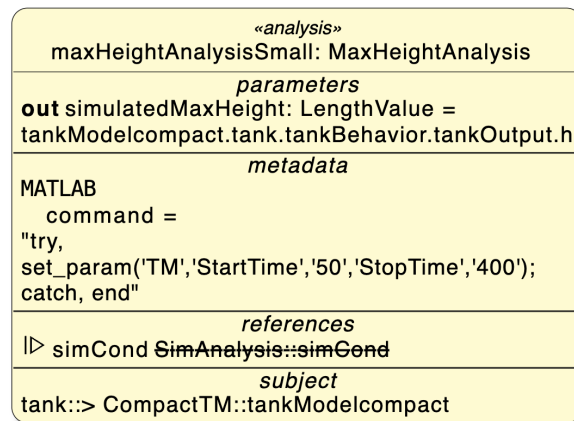 «analysis»
maxHeightAnalysisSmall: MaxHeightAnalysis
parameters
out simulatedMaxHeight: LengthValue =
tankModelcompact.tank.tankBehavior.tankOutput.h
metadata
MATLAB
command =
"try,
set_param('TM','StartTime','50','StopTime','400');
catch, end"
references
simCond SimAnalysis::simCond
subject
tank::> CompactTM::tankModelcompact